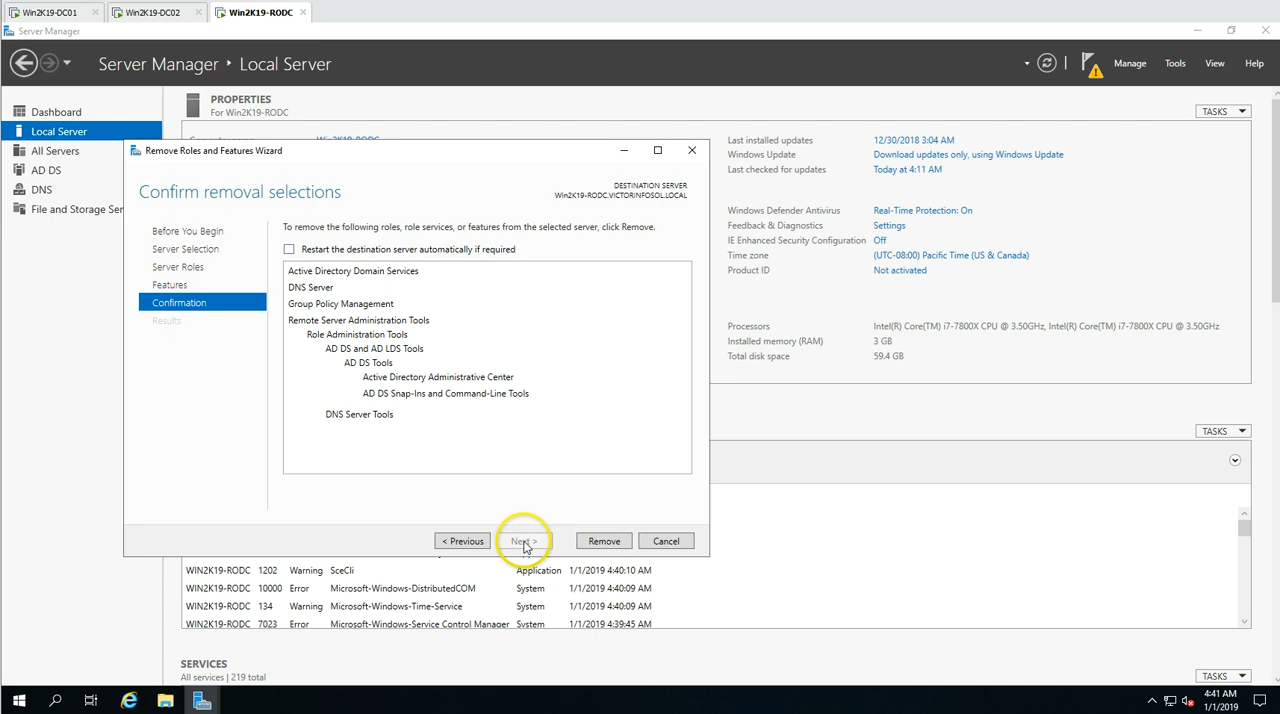 Win2K19-DC01
Win2K19-DC02
Win2K19-RODC
Server Manager
Server Manager ‣ Local Server
Manage
Tools
View
Help
Dashboard
Local Server
All Servers
AD DS
DNS
File and Storage Ser
PROPERTIES
For Win2K19-RODC
TASKS
Win2K19-RODC
Last installed updates 12/30/2018 3:04 AM
Windows Update Download updates only, using Windows Update
Last checked for updates Today at 4:11 AM
Windows Defender Antivirus Real-Time Protection: On
Feedback & Diagnostics Settings
IE Enhanced Security Configuration Off
Time zone (UTC-08:00) Pacific Time (US & Canada)
Product ID Not activated
Processors Intel(R) Core(TM) i7-7800X CPU @ 3.50GHz, Intel(R) Core(TM) i7-7800X CPU @ 3.50GHz
Installed memory (RAM) 3 GB
Total disk space 59.4 GB
Remove Roles and Features Wizard
Confirm removal selections
DESTINATION SERVER
Win2K19-RODC.VICTORINFOSOL.LOCAL
Before You Begin
Server Selection
Server Roles
Features
Confirmation
Results
To remove the following roles, role services, or features from the selected server, click Remove.
Restart the destination server automatically if required
Active Directory Domain Services
DNS Server
Group Policy Management
Remote Server Administration Tools
Role Administration Tools
AD DS and AD LDS Tools
AD DS Tools
Active Directory Administrative Center
AD DS Snap-Ins and Command-Line Tools
DNS Server Tools
< Previous
Next >
Remove
Cancel
TASKS
WIN2K19-RODC 1202 Warning SceCli Application 1/1/2019 4:40:10 AM
WIN2K19-RODC 10000 Error Microsoft-Windows-DistributedCOM System 1/1/2019 4:40:09 AM
WIN2K19-RODC 134 Warning Microsoft-Windows-Time-Service System 1/1/2019 4:40:09 AM
WIN2K19-RODC 7023 Error Microsoft-Windows-Service Control Manager System 1/1/2019 4:39:45 AM
SERVICES
All services | 219 total
TASKS
4:41 AM
1/1/2019